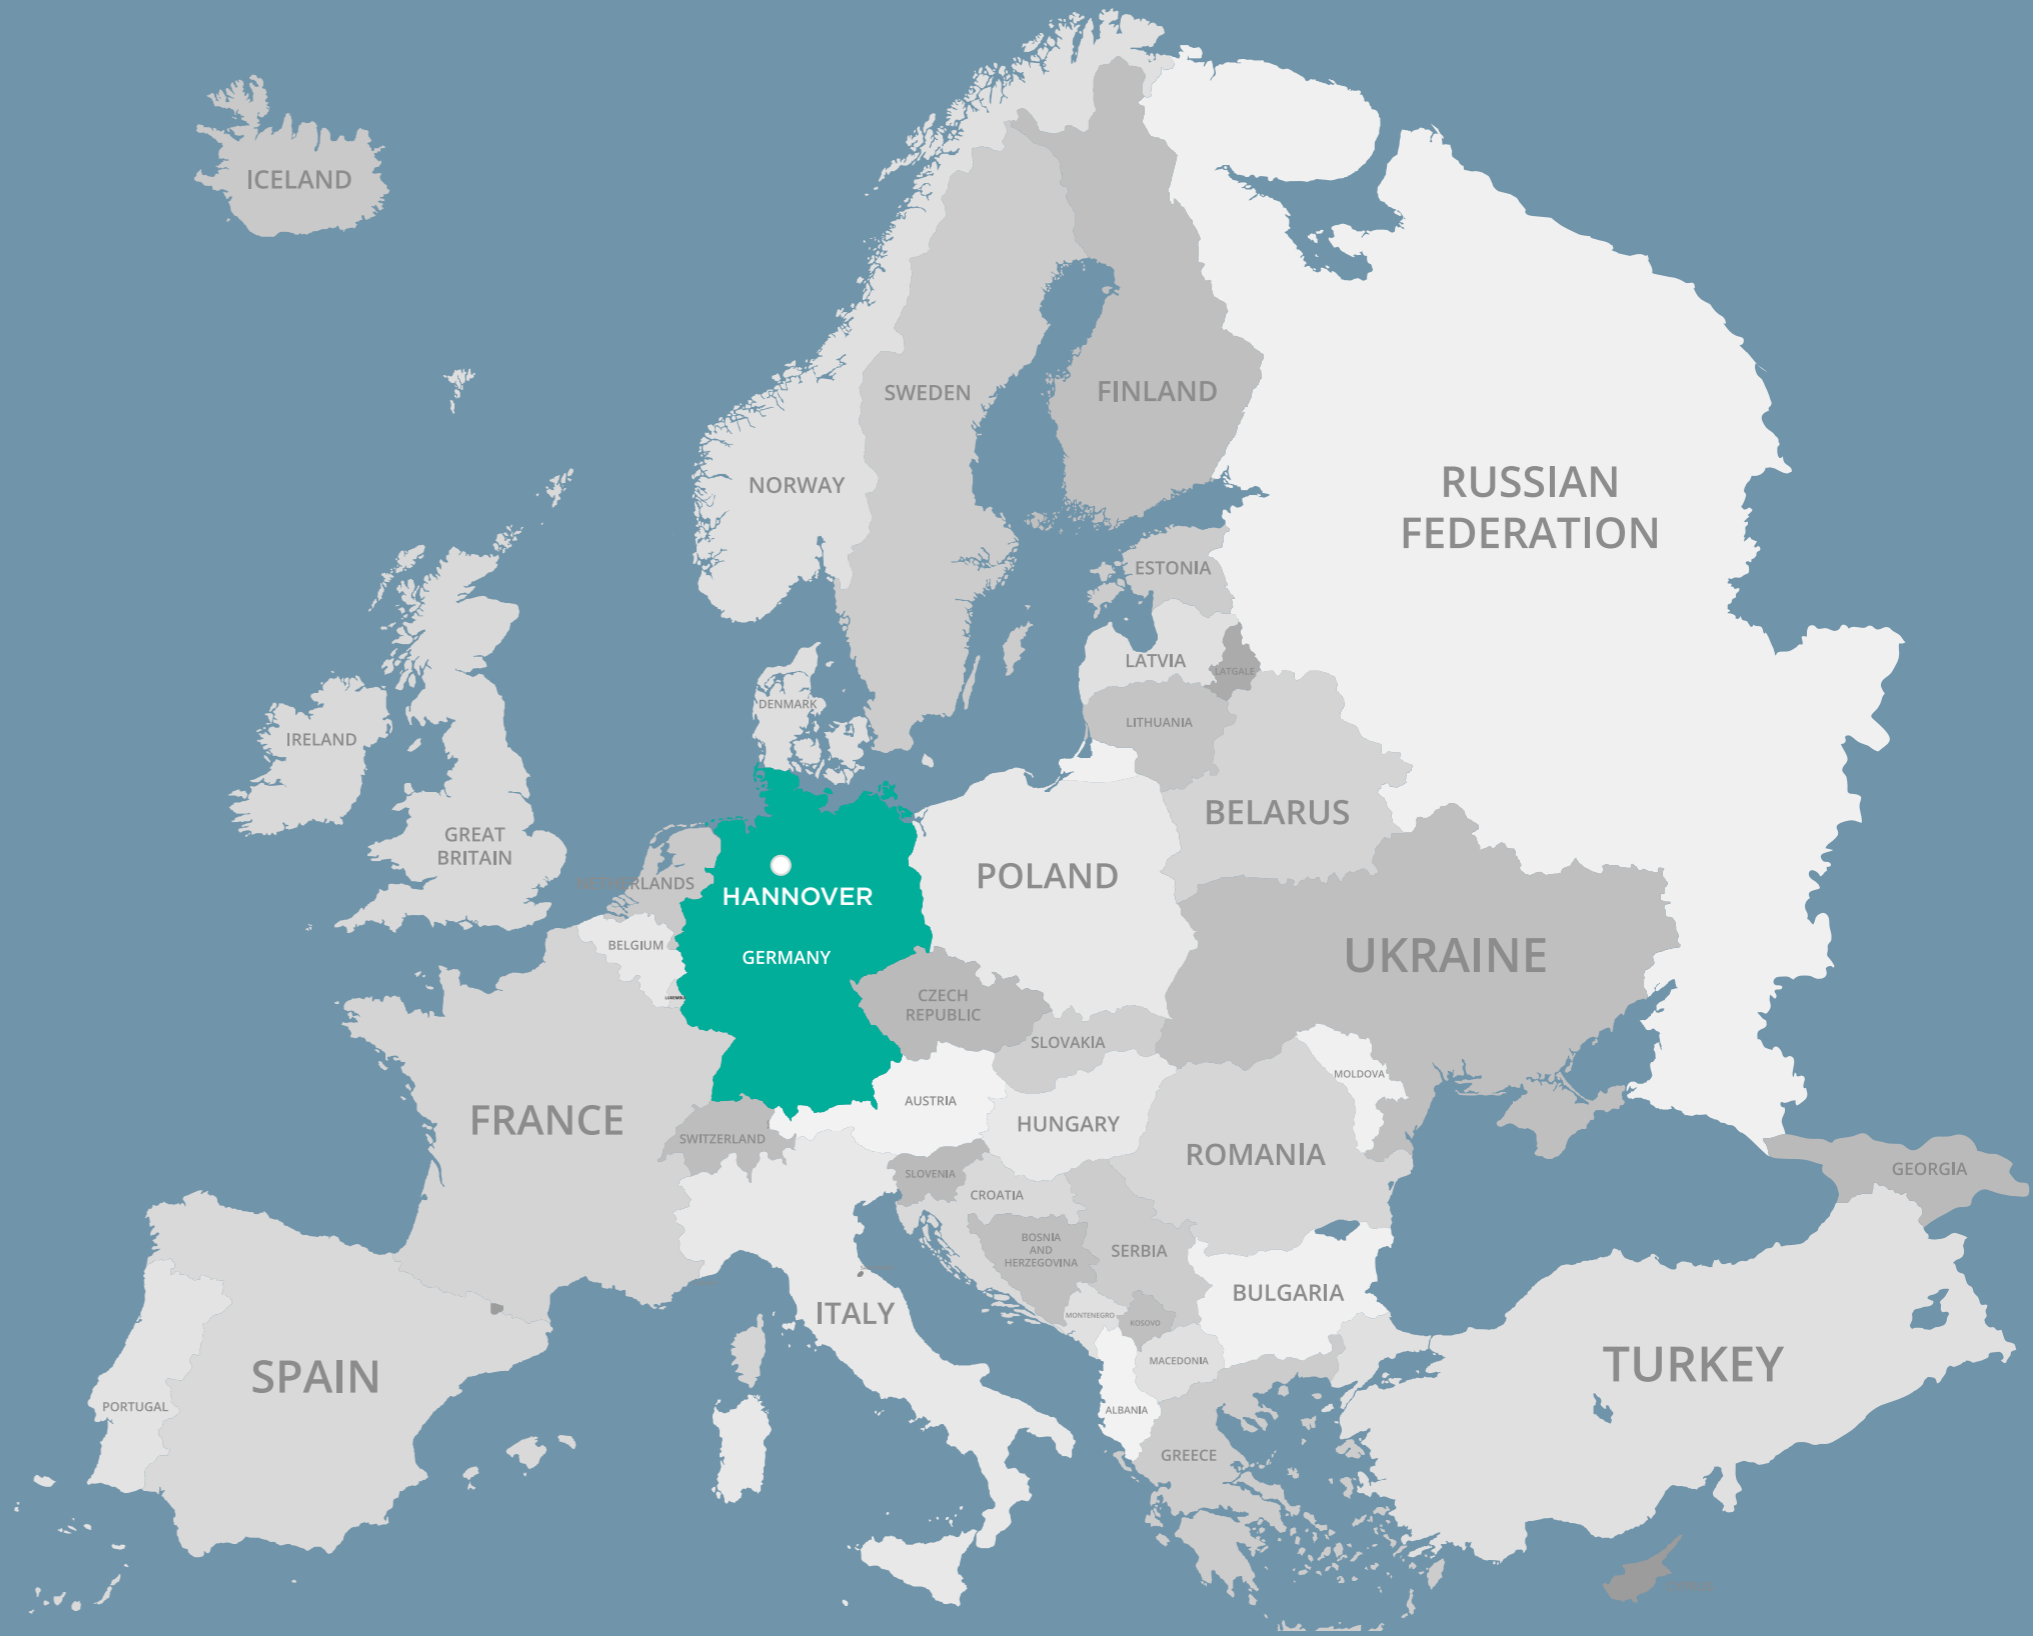 ICELAND
SWEDEN
FINLAND
NORWAY
RUSSIAN
FEDERATION
ESTONIA
LATVIA
LATGALE
DENMARK
LITHUANIA
IRELAND
GREAT
BRITAIN
BELARUS
POLAND
NETHERLANDS
HANNOVER
BELGIUM
GERMANY
UKRAINE
CZECH
REPUBLIC
SLOVAKIA
MOLDOVA
AUSTRIA
FRANCE
HUNGARY
SWITZERLAND
ROMANIA
GEORGIA
SLOVENIA
CROATIA
BOSNIA
AND
HERZEGOVINA
SERBIA
BULGARIA
ITALY
MONTENEGRO
KOSOVO
MACEDONIA
TURKEY
SPAIN
PORTUGAL
ALBANIA
GREECE